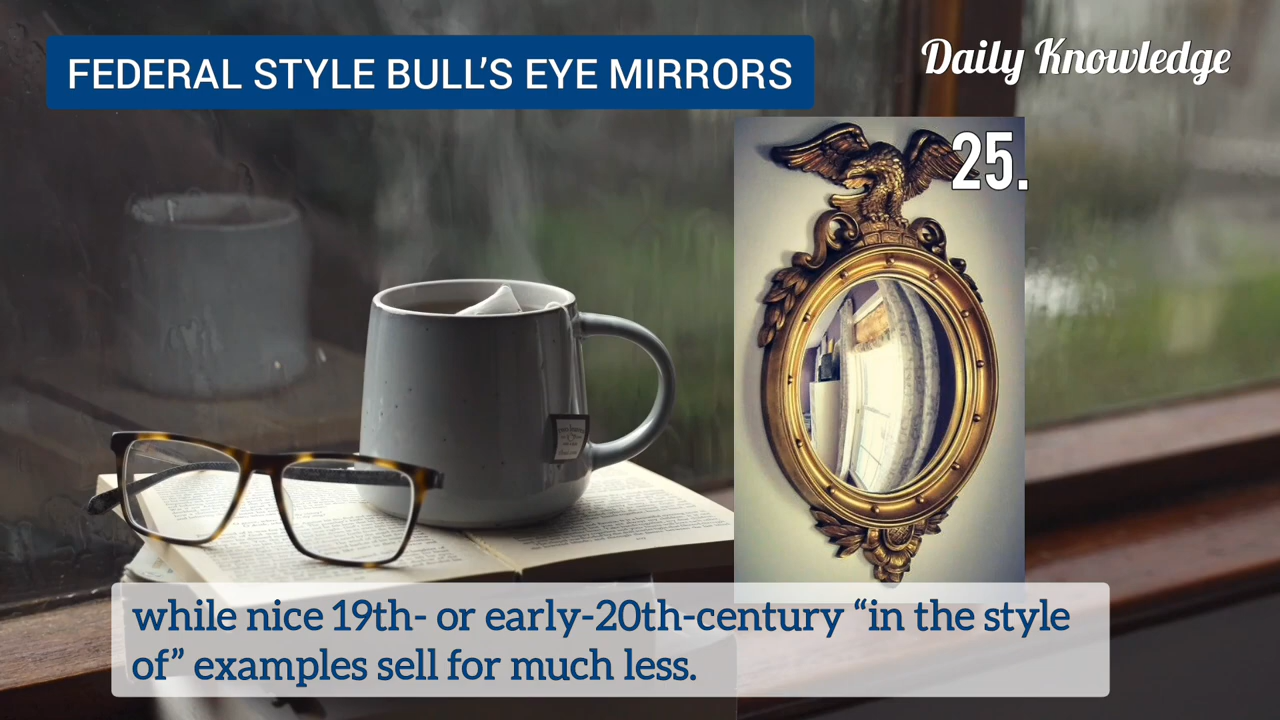 FEDERAL STYLE BULL’S EYE MIRRORS
Daily Knowledge
25.
while nice 19th- or early-20th-century “in the style
of” examples sell for much less.